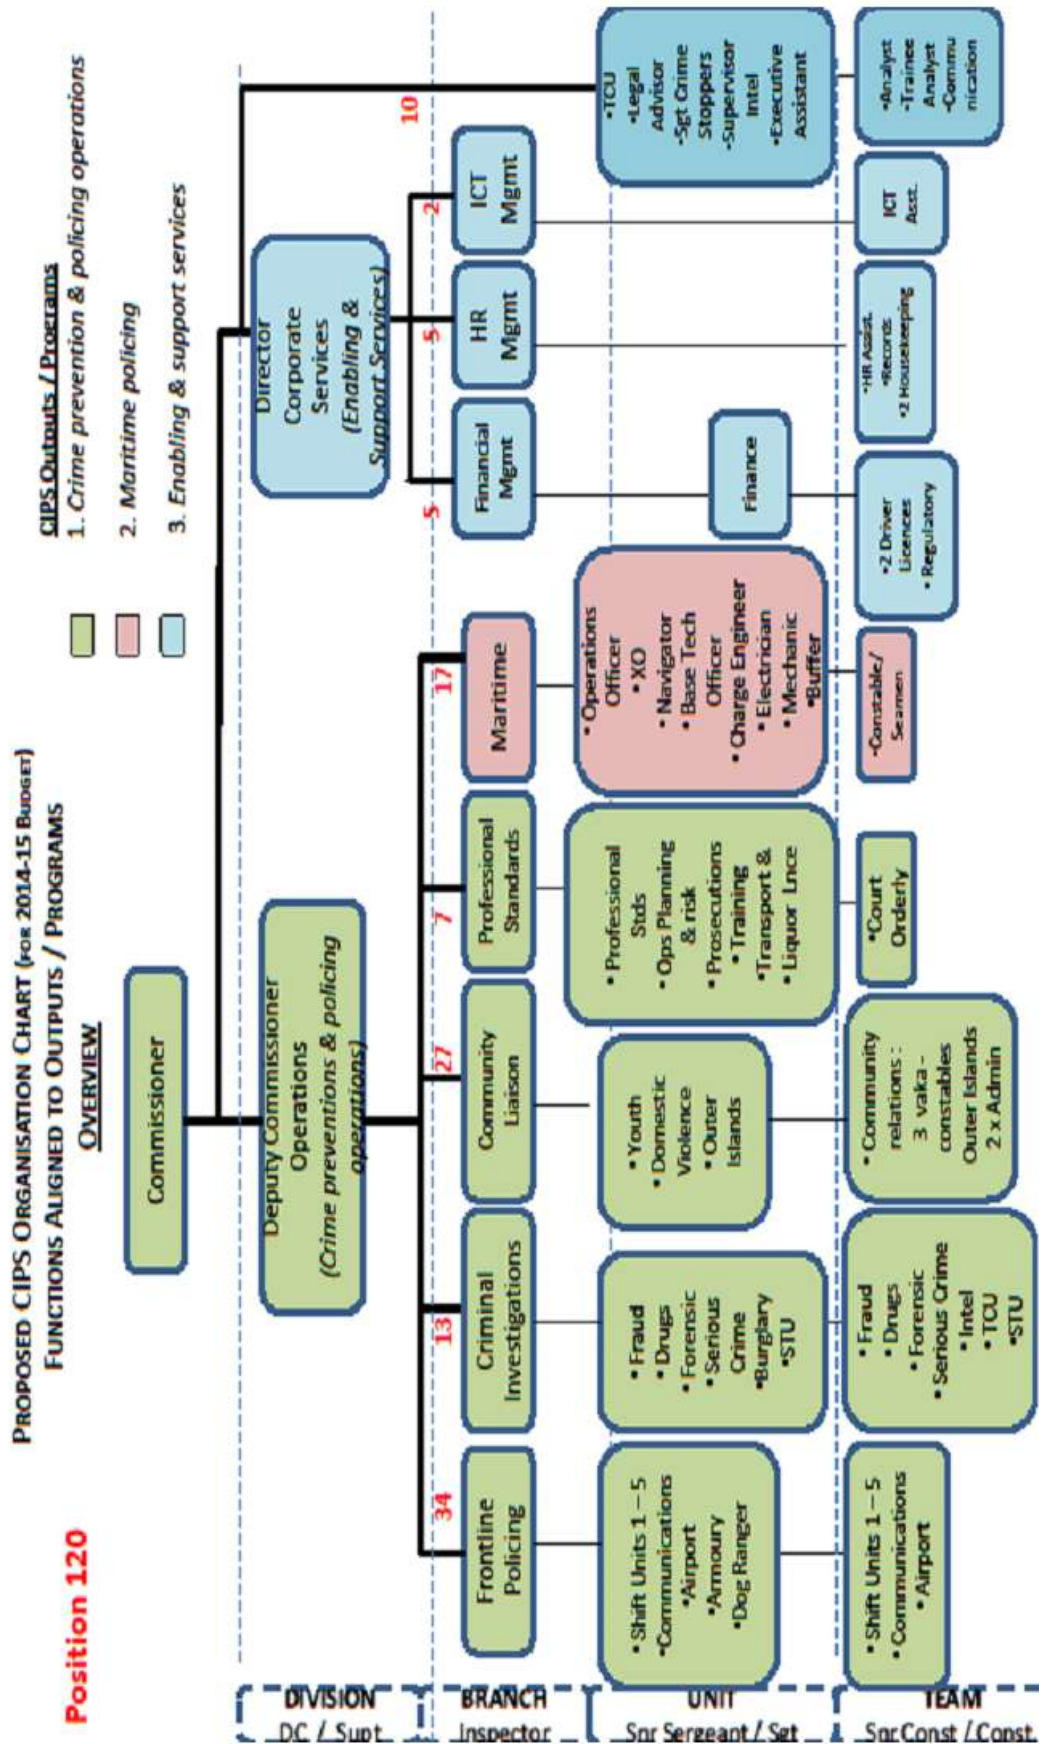 PROPOSED CIPS ORGANISATION CHART (FOR 2014-15 BUDGET)
FUNCTIONS ALIGNED TO OUTPUTS / PROGRAMS
OVERVIEW
Position 120
CIPS Outputs / Programs
1. Crime prevention & policing operations
2. Maritime policing
3. Enabling & support services
Commissioner
DIVISION
DC / Supt
Deputy Commissioner
Operations
(Crime preventions & policing
operations)
Director
Corporate
Services
(Enabling &
Support Services)
BRANCH
Inspector
34
Frontline
Policing
13
Criminal
Investigations
27
Community
Liaison
7
Professional
Standards
17
Maritime
5
Financial
Mgmt
5
HR
Mgmt
2
ICT
Mgmt
10
UNIT
Snr Sergeant / Sgt
• Shift Units 1 – 5
•Communications
•Airport
•Armoury
•Dog Ranger
• Fraud
• Drugs
• Forensic
• Serious
Crime
•Burglary
•STU
• Youth
• Domestic
Violence
• Outer
Islands
• Professional
Stds
• Ops Planning
& risk
• Prosecutions
• Training
•Transport &
• Liquor Lnce
• Operations
Officer
• XO
• Navigator
• Base Tech
Officer
• Charge Engineer
• Electrician
• Mechanic
•Buffer
Finance
•TCU
•Legal
Advisor
•Sgt Crime
Stoppers
•Supervisor
Intel
•Executive
Assistant
TEAM
Snr Const / Const
• Shift Units 1 – 5
• Communications
• Airport
• Fraud
• Drugs
• Forensic
• Serious Crime
• Intel
• TCU
•STU
• Community
relations :
3 vaka -
constables
Outer Islands
2 x Admin
•Court
Orderly
•Constable/
Seamen
•2 Driver
Licences
• Regulatory
•HR Assist.
•Records
•2 Housekeeping
ICT
Asst.
•Analyst
•Trainee
Analyst
•Commu
nication